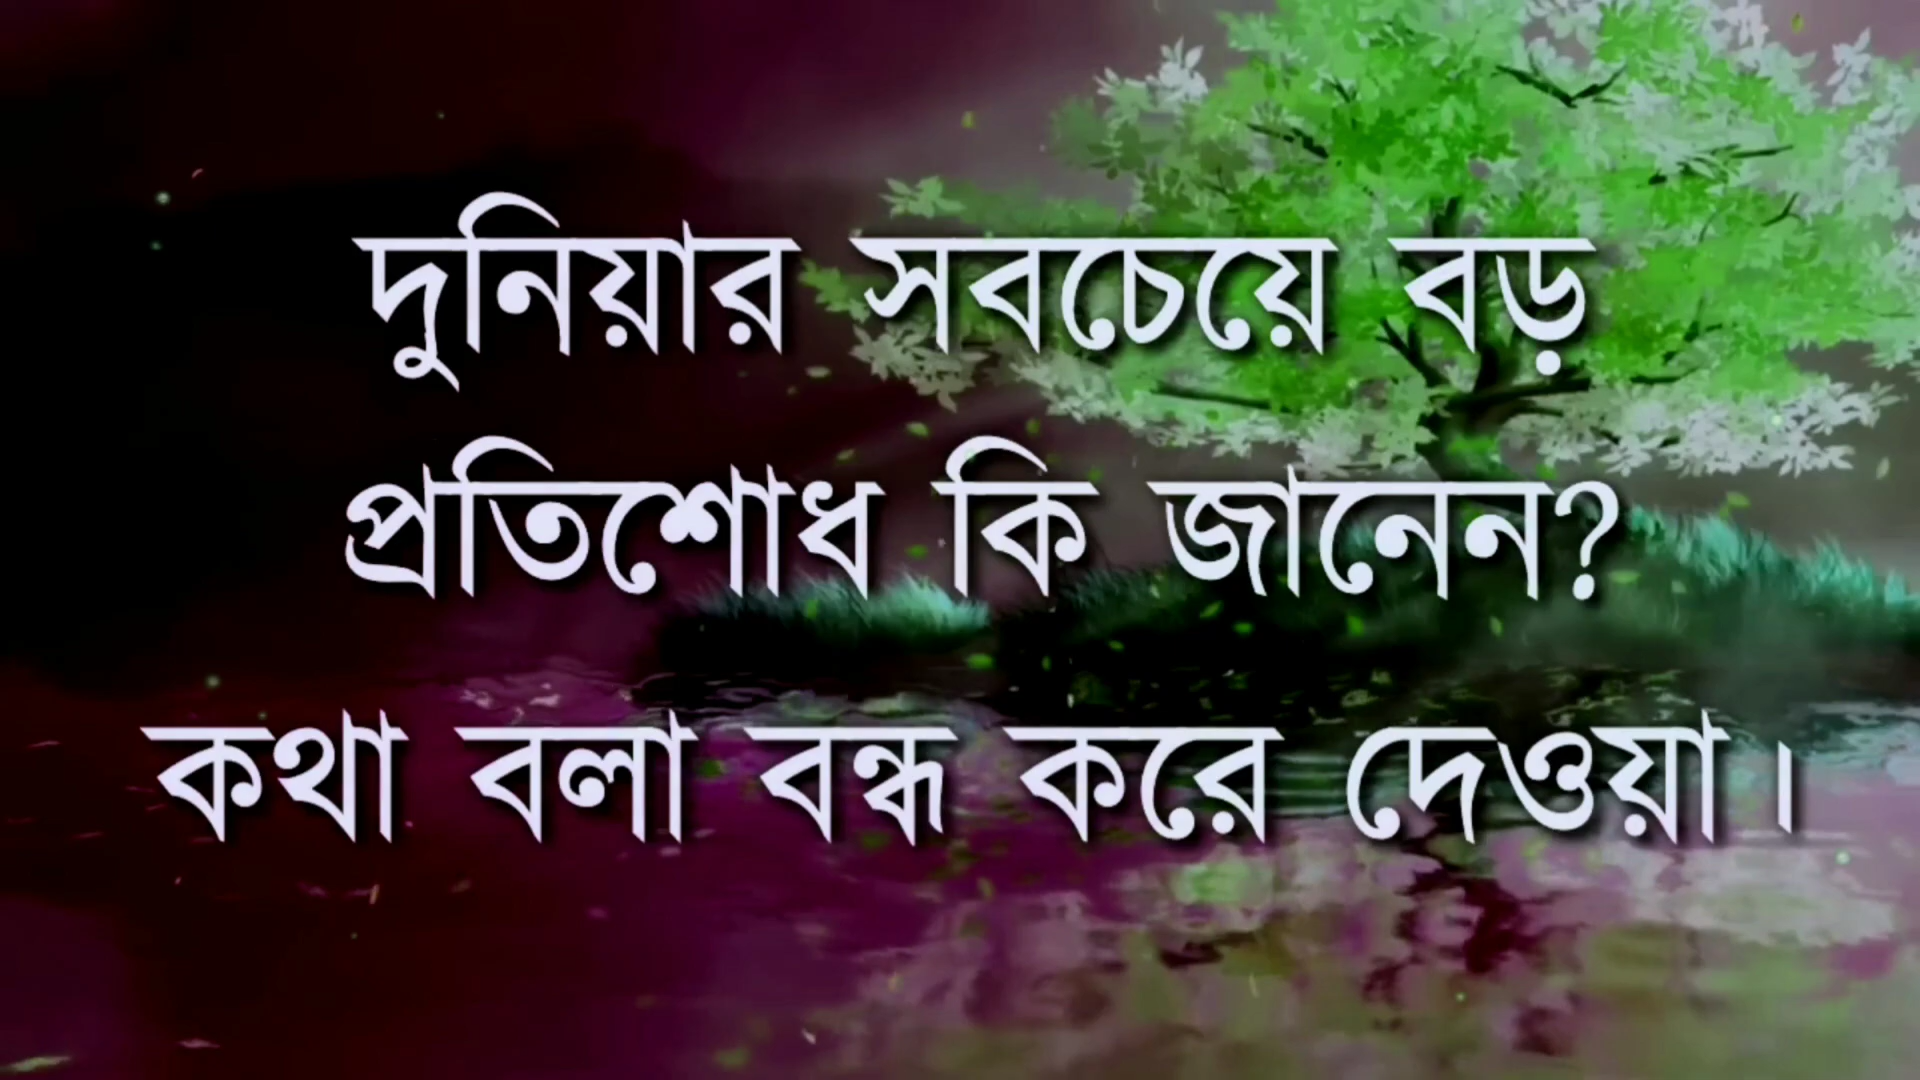 দুনিয়ার সবচেয়ে বড়
প্রতিশোধ কি জানেন?
কথা বলা বন্ধ করে দেওয়া।